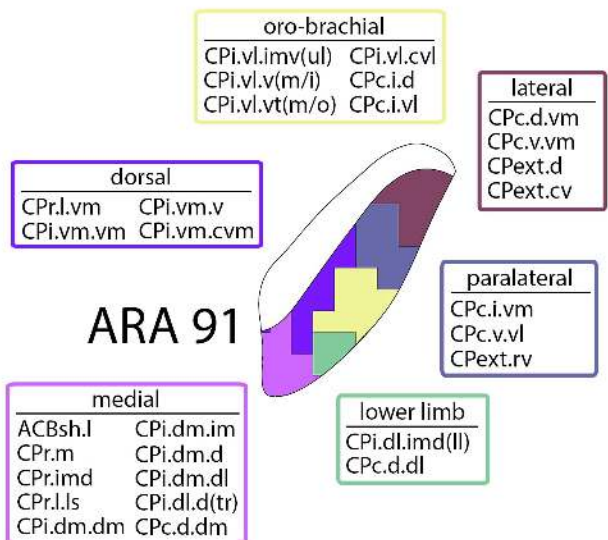 oro-brachial
CPi.vl.imv(ul) CPi.vl.cvl
CPi.vl.v(m/i) CPc.i.d
CPi.vl.vt(m/o) CPc.i.vl
lateral
CPc.d.vm
CPc.v.vm
CPext.d
CPext.cv
dorsal
CPr.l.vm CPi.vm.v
CPi.vm.vm CPi.vm.cvm
paralateral
CPc.i.vm
CPc.v.vl
CPext.rv
ARA 91
medial
ACBsh.l CPi.dm.im
CPr.m CPi.dm.d
CPr.imd CPi.dm.dl
CPr.l.ls CPi.dl.d(tr)
CPi.dm.dm CPc.d.dm
lower limb
CPi.dl.imd(ll)
CPc.d.dl